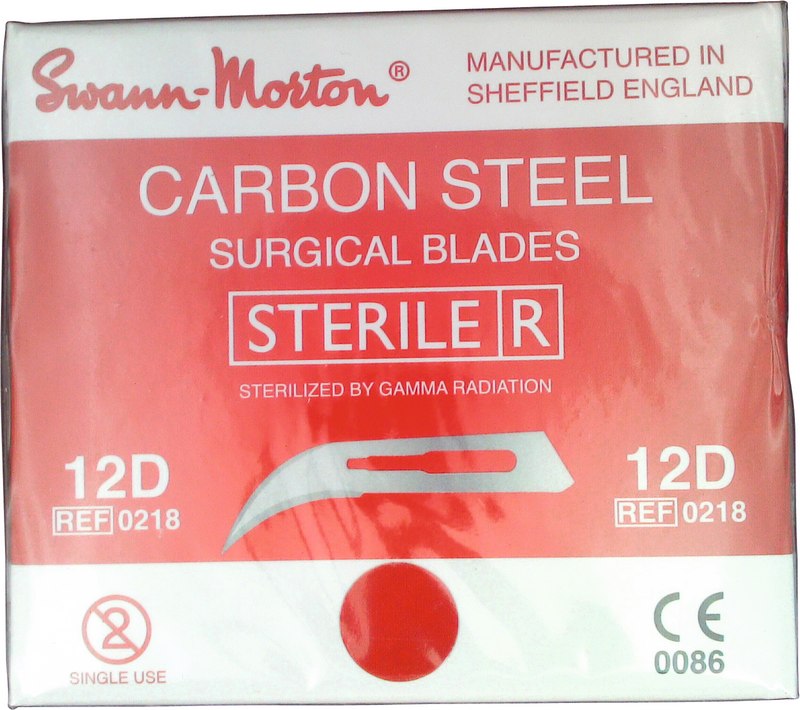 Swann-Morton®
MANUFACTURED IN
SHEFFIELD ENGLAND
CARBON STEEL
SURGICAL BLADES
STERILE R
STERILIZED BY GAMMA RADIATION
12D
REF 0218
12D
REF 0218
2
SINGLE USE
CE
0086